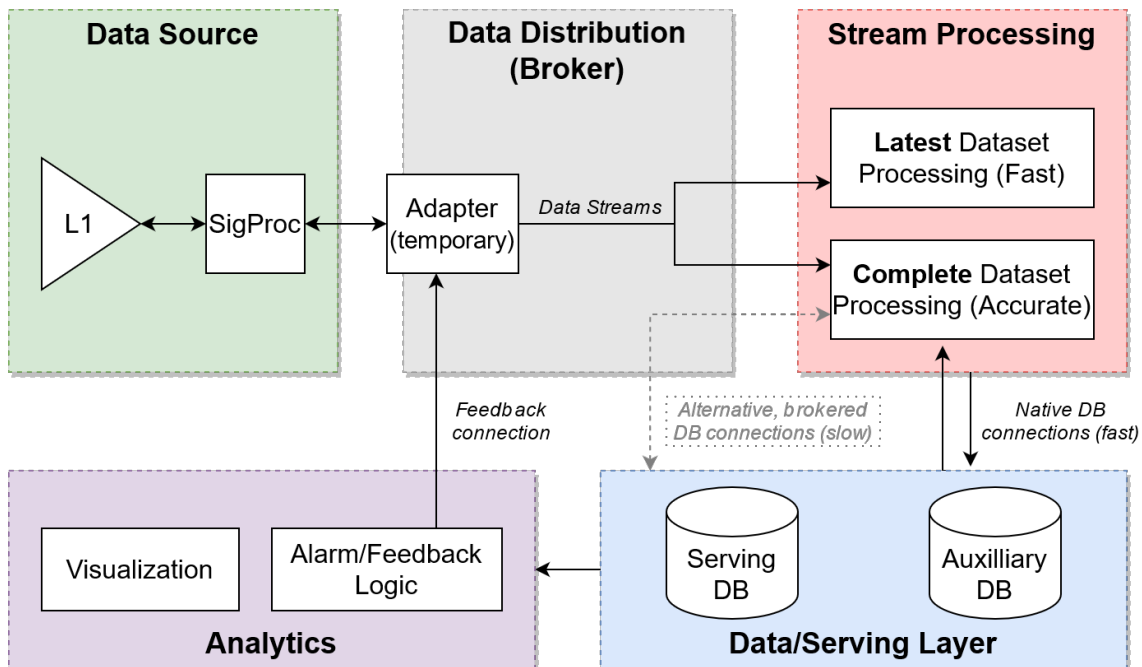 Data Source
Data Distribution
(Broker)
Stream Processing
L1
SigProc
Adapter
(temporary)
Data Streams
Latest Dataset
Processing (Fast)
Complete Dataset
Processing (Accurate)
Feedback
connection
Alternative, brokered
DB connections (slow)
Native DB
connections (fast)
Visualization
Alarm/Feedback
Logic
Analytics
Serving
DB
Auxilliary
DB
Data/Serving Layer